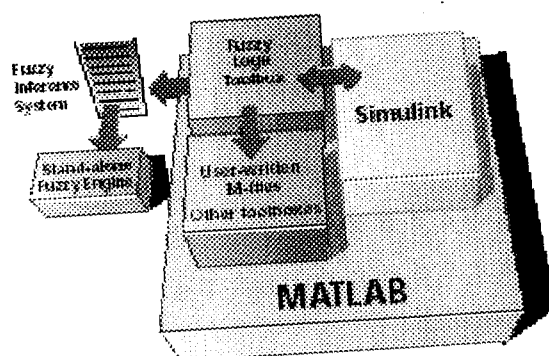 Fuzzy
Logic
Toolbox
Fuzzy
Inference
System
Simulink
Stand-alone
Fuzzy Engine
User-written
M-files
Other toolboxes
MATLAB